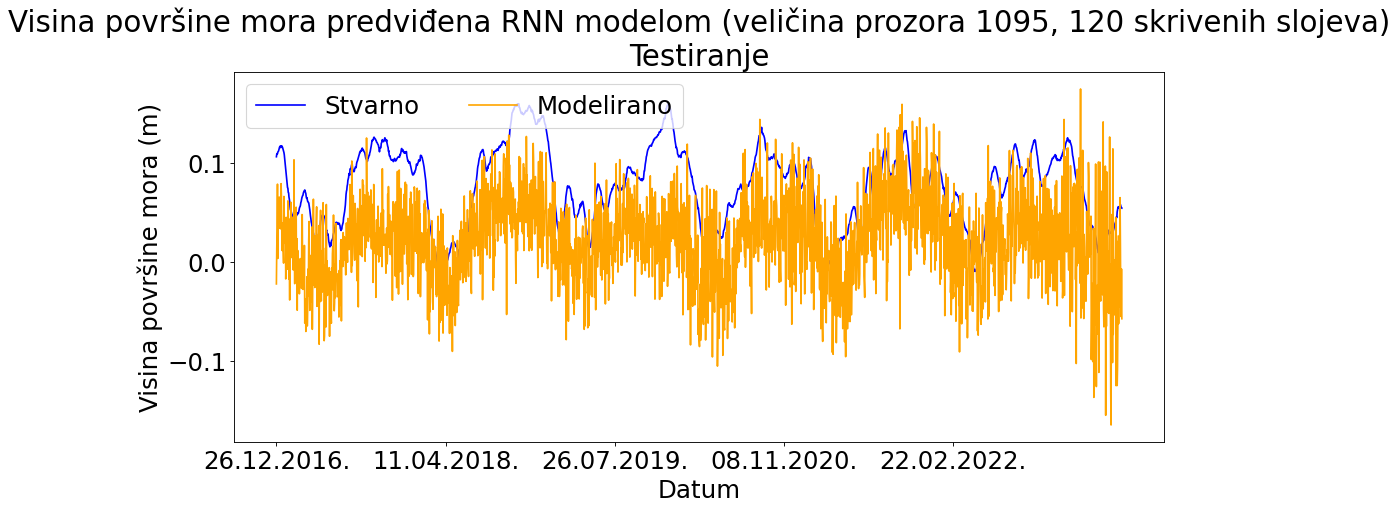 Visina površine mora predviđena RNN modelom (veličina prozora 1095, 120 skrivenih slojeva)
Testiranje
Stvarno Modelirano
Visina površine mora (m)
0.1
0.0
−0.1
26.12.2016. 11.04.2018. 26.07.2019. 08.11.2020. 22.02.2022.
Datum